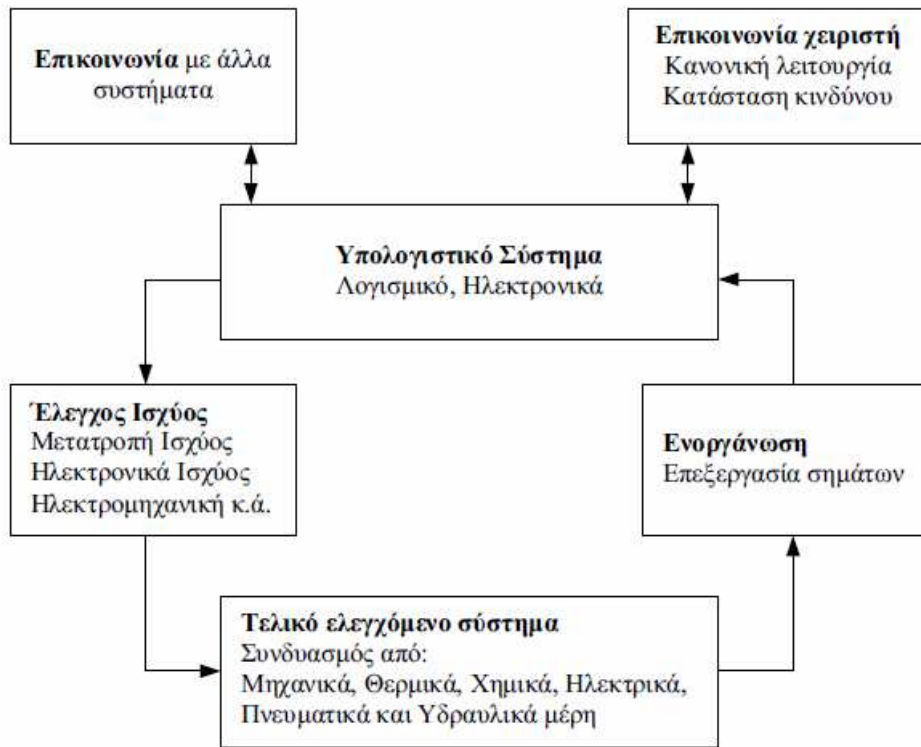 Επικοινωνία με άλλα
συστήματα
Επικοινωνία χειριστή
Κανονική λειτουργία
Κατάσταση κινδύνου
Υπολογιστικό Σύστημα
Λογισμικό, Ηλεκτρονικά
Έλεγχος Ισχύος
Μετατροπή Ισχύος
Ηλεκτρονικά Ισχύος
Ηλεκτρομηχανική κ.ά.
Ενοργάνωση
Επεξεργασία σημάτων
Τελικό ελεγχόμενο σύστημα
Συνδυασμός από:
Μηχανικά, Θερμικά, Χημικά, Ηλεκτρικά,
Πνευματικά και Υδραυλικά μέρη